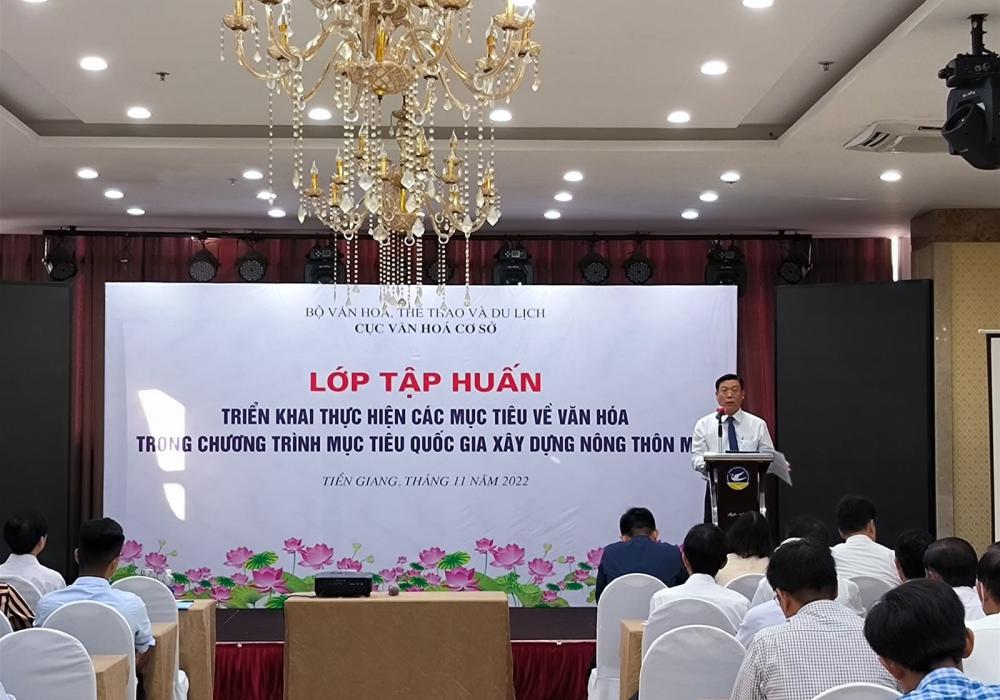 BỘ VĂN HOÁ, THỂ THAO VÀ DU LỊCH
CỤC VĂN HOÁ CƠ SỞ
LỚP TẬP HUẤN
TRIỂN KHAI THỰC HIỆN CÁC MỤC TIÊU VỀ VĂN HÓA
TRONG CHƯƠNG TRÌNH MỤC TIÊU QUỐC GIA XÂY DỰNG NÔNG THÔN M
TIỀN GIANG, THÁNG 11 NĂM 2022